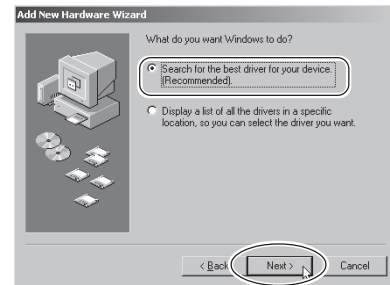 Add New Hardware Wizard
What do you want Windows to do?
Search for the best driver for your device.
(Recommended).
Display a list of all the drivers in a specific
location, so you can select the driver you want.
< Back
Next >
Cancel